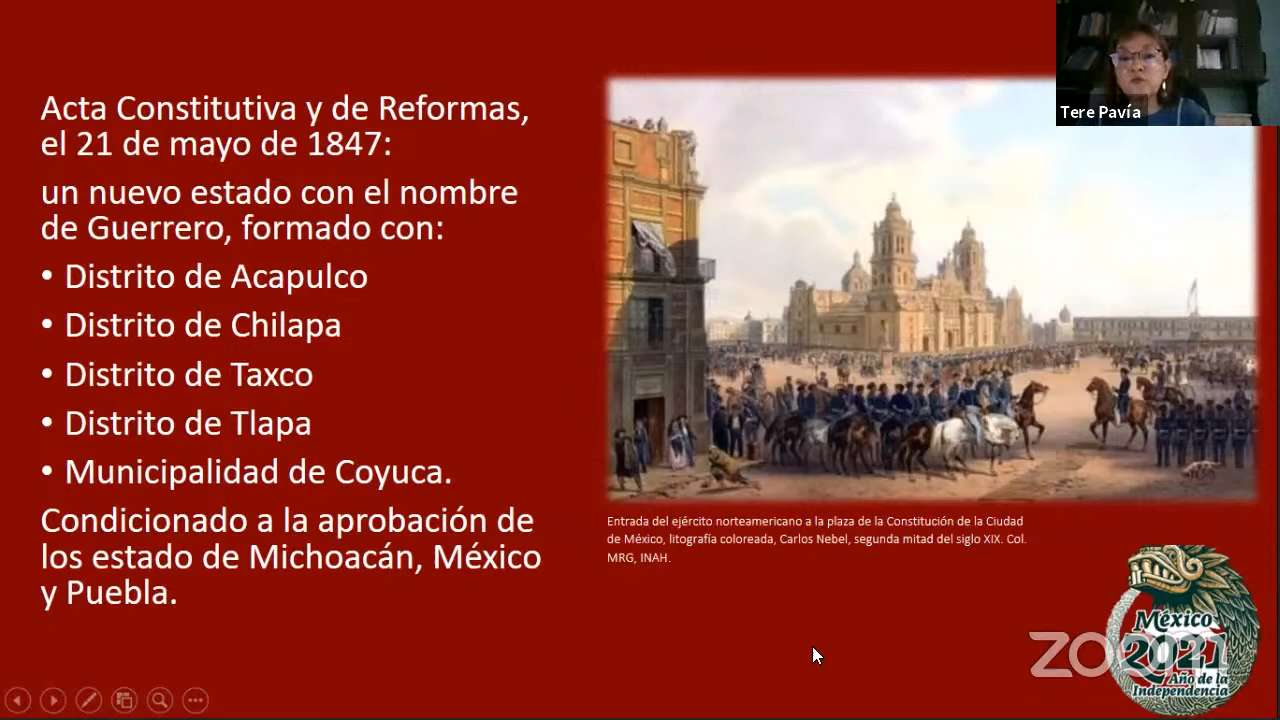 Acta Constitutiva y de Reformas,
el 21 de mayo de 1847:
un nuevo estado con el nombre
de Guerrero, formado con:
• Distrito de Acapulco
• Distrito de Chilapa
• Distrito de Taxco
• Distrito de Tlapa
• Municipalidad de Coyuca.
Condicionado a la aprobación de
los estado de Michoacán, México
y Puebla.
Tere Pavía
Entrada del ejército norteamericano a la plaza de la Constitución de la Ciudad
de México, litografía coloreada, Carlos Nebel, segunda mitad del siglo XIX. Col.
MRG, INAH.
México
2021
Año de la
Independencia
zoom